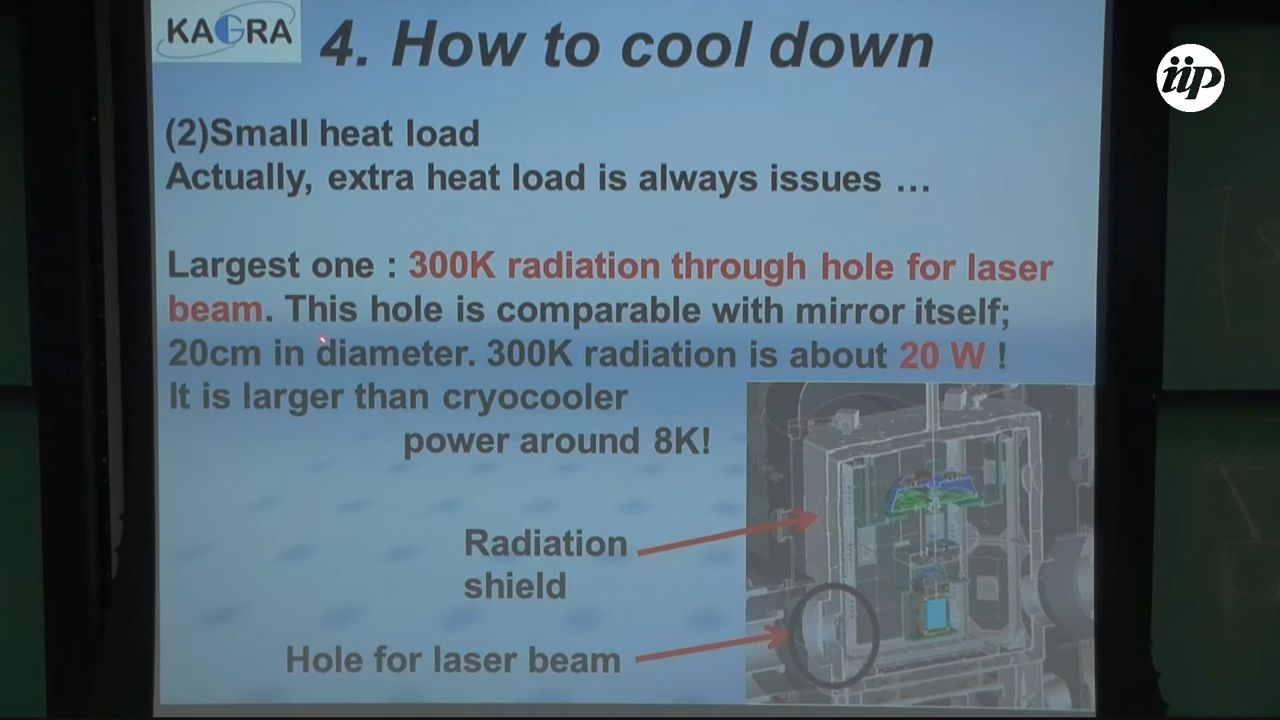 KAGRA
4. How to cool down
iip
(2)Small heat load
Actually, extra heat load is always issues …
Largest one : 300K radiation through hole for laser
beam. This hole is comparable with mirror itself;
20cm in diameter. 300K radiation is about 20 W !
It is larger than cryocooler
power around 8K!
Radiation
shield
Hole for laser beam